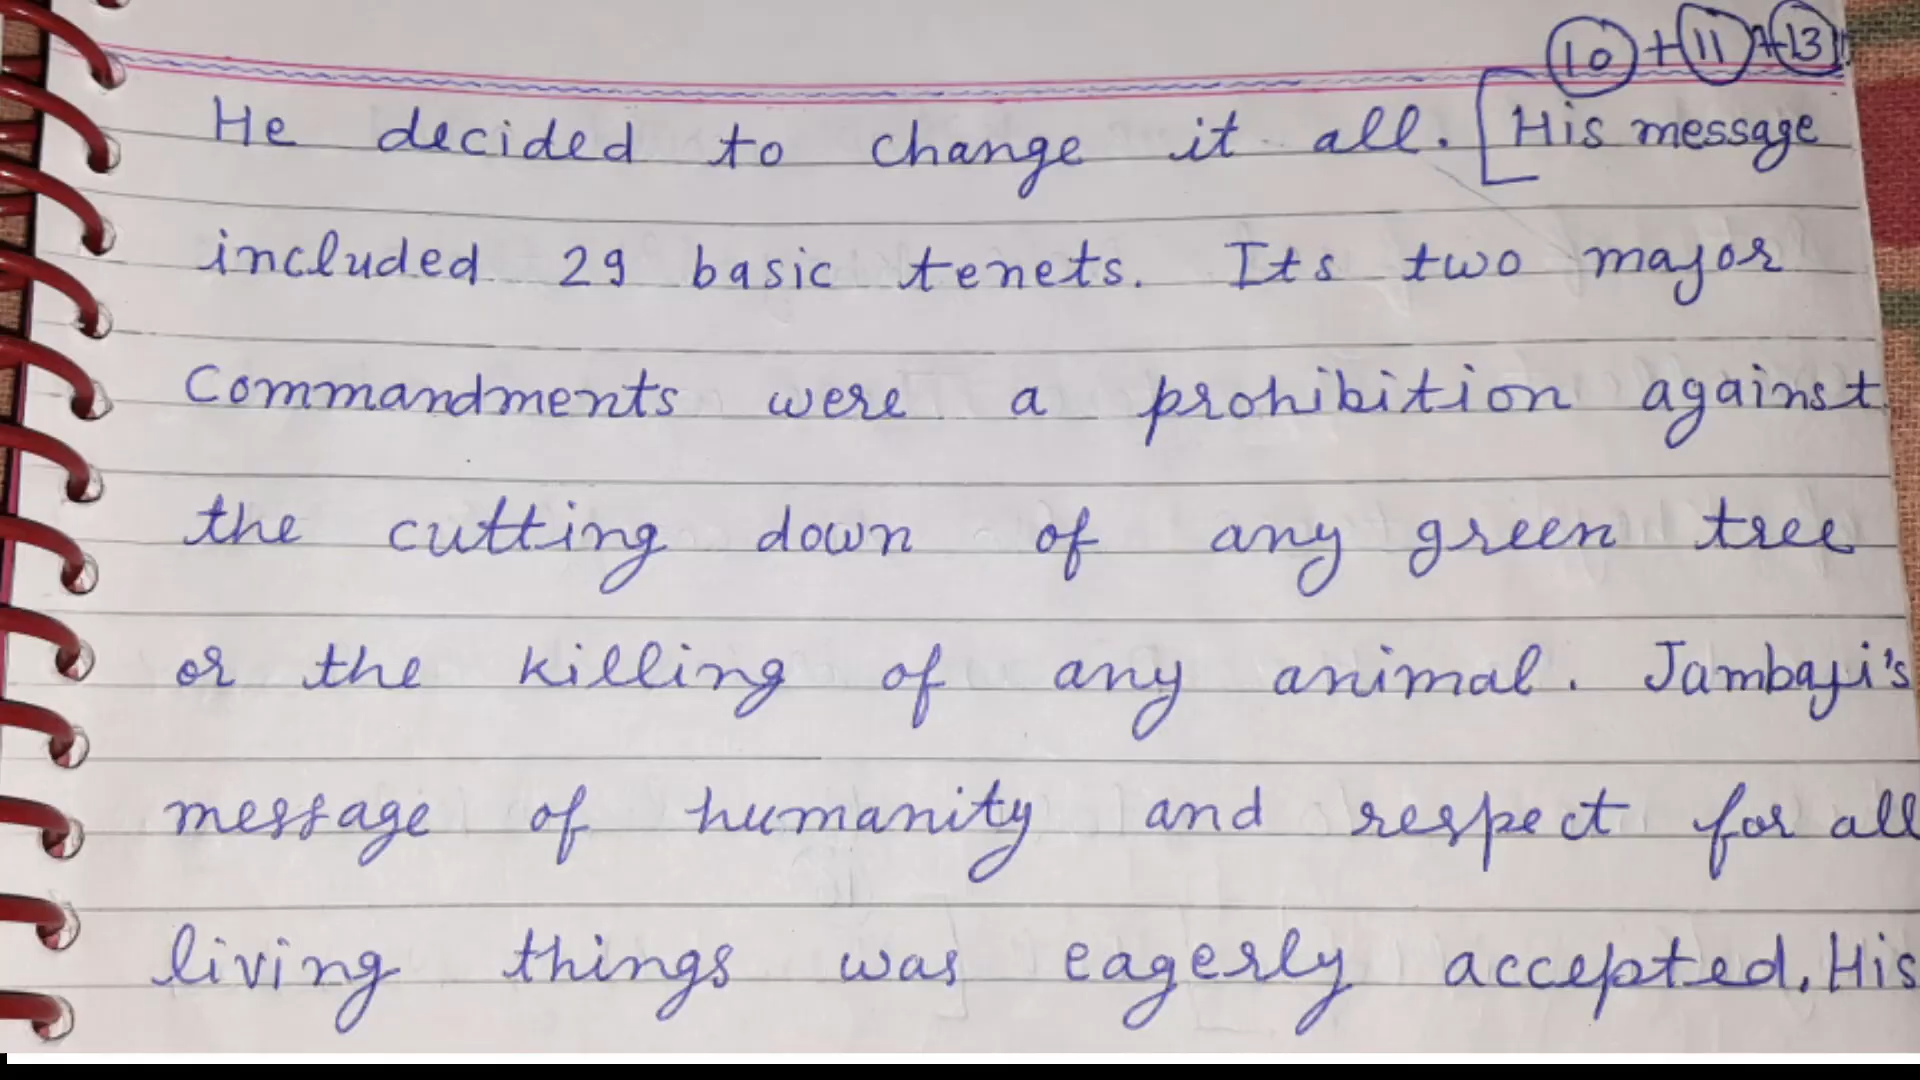 10 + 11 + 13
He decided to change it all. [His message
included 29 basic tenets. Its two major
Commandments were a prohibition against
the cutting down of any green tree
or the killing of any animal. Jambaji's
message of humanity and respect for all
living things was eagerly accepted. His